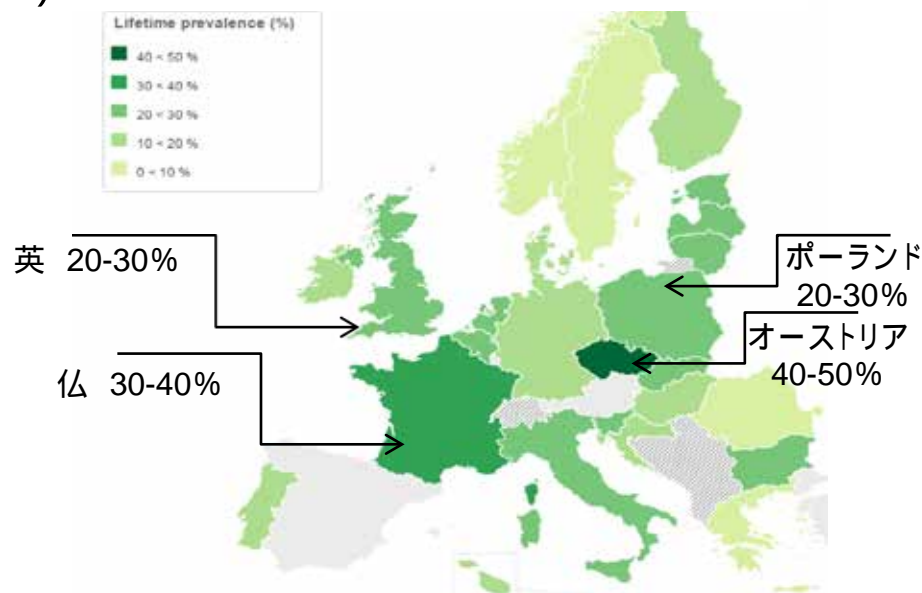 )
Lifetime prevalence (%)
40 < 50 %
30 < 40 %
20 < 30 %
10 < 20 %
0 < 10 %
英 20-30%
仏 30-40%
ポーランド
20-30%
オーストリア
40-50%